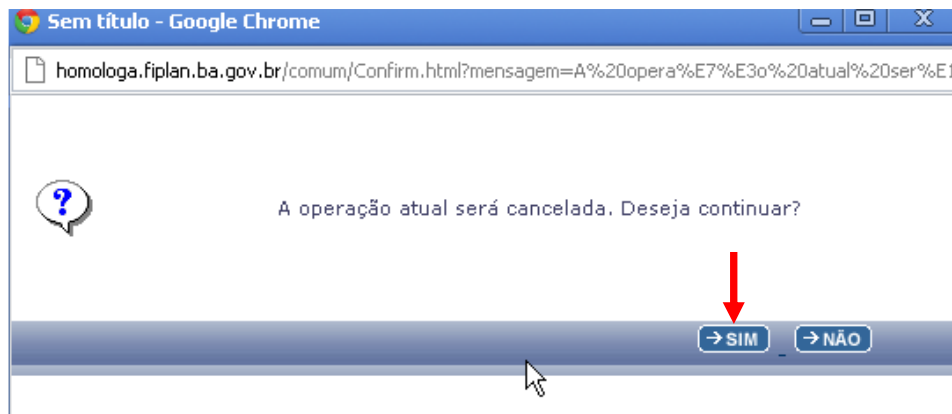 Sem título - Google Chrome
homologa.fiplan.ba.gov.br/comum/Confirm.html?mensagem=A%20opera%E7%E3o%20atual%20ser%E1
?
A operação atual será cancelada. Deseja continuar?
→SIM _ →NÃO